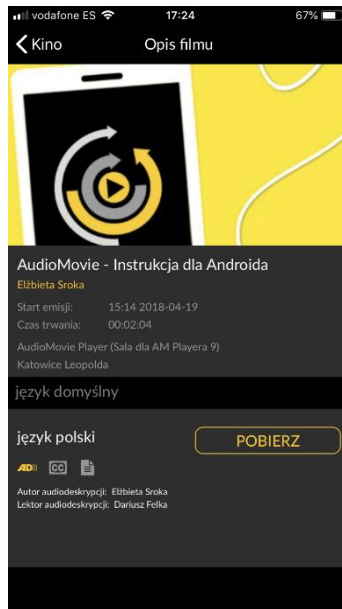 vodafone ES 17:24 67%
Kino Opis filmu
AudioMovie - Instrukcja dla Androida
Elżbieta Sroka
Start emisji: 15:14 2018-04-19
Czas trwania: 00:02:04
AudioMovie Player (Sala dla AM Playera 9)
Katowice Leopolda
język domyślny
język polski POBIERZ
AD CC
Autor audiodeskrypcji: Elżbieta Sroka
Lektor audiodeskrypcji: Dariusz Felka